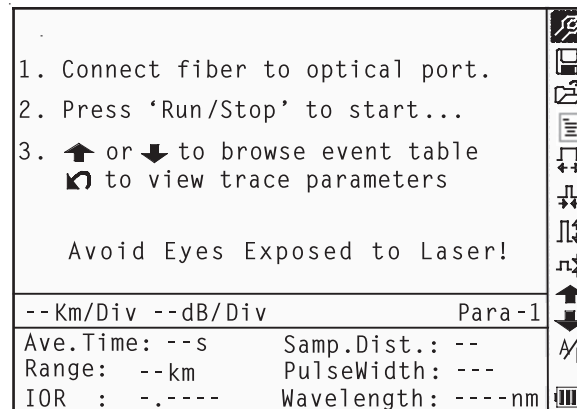 1. Connect fiber to optical port.
2. Press ‘Run/Stop’ to start...
3. ⬆ or ⬇ to browse event table
↶ to view trace parameters
Avoid Eyes Exposed to Laser!
--Km/Div --dB/Div Para-1
Ave.Time: --s Samp.Dist.: --
Range: --km PulseWidth: ---
IOR : -.---- Wavelength: ----nm
A/